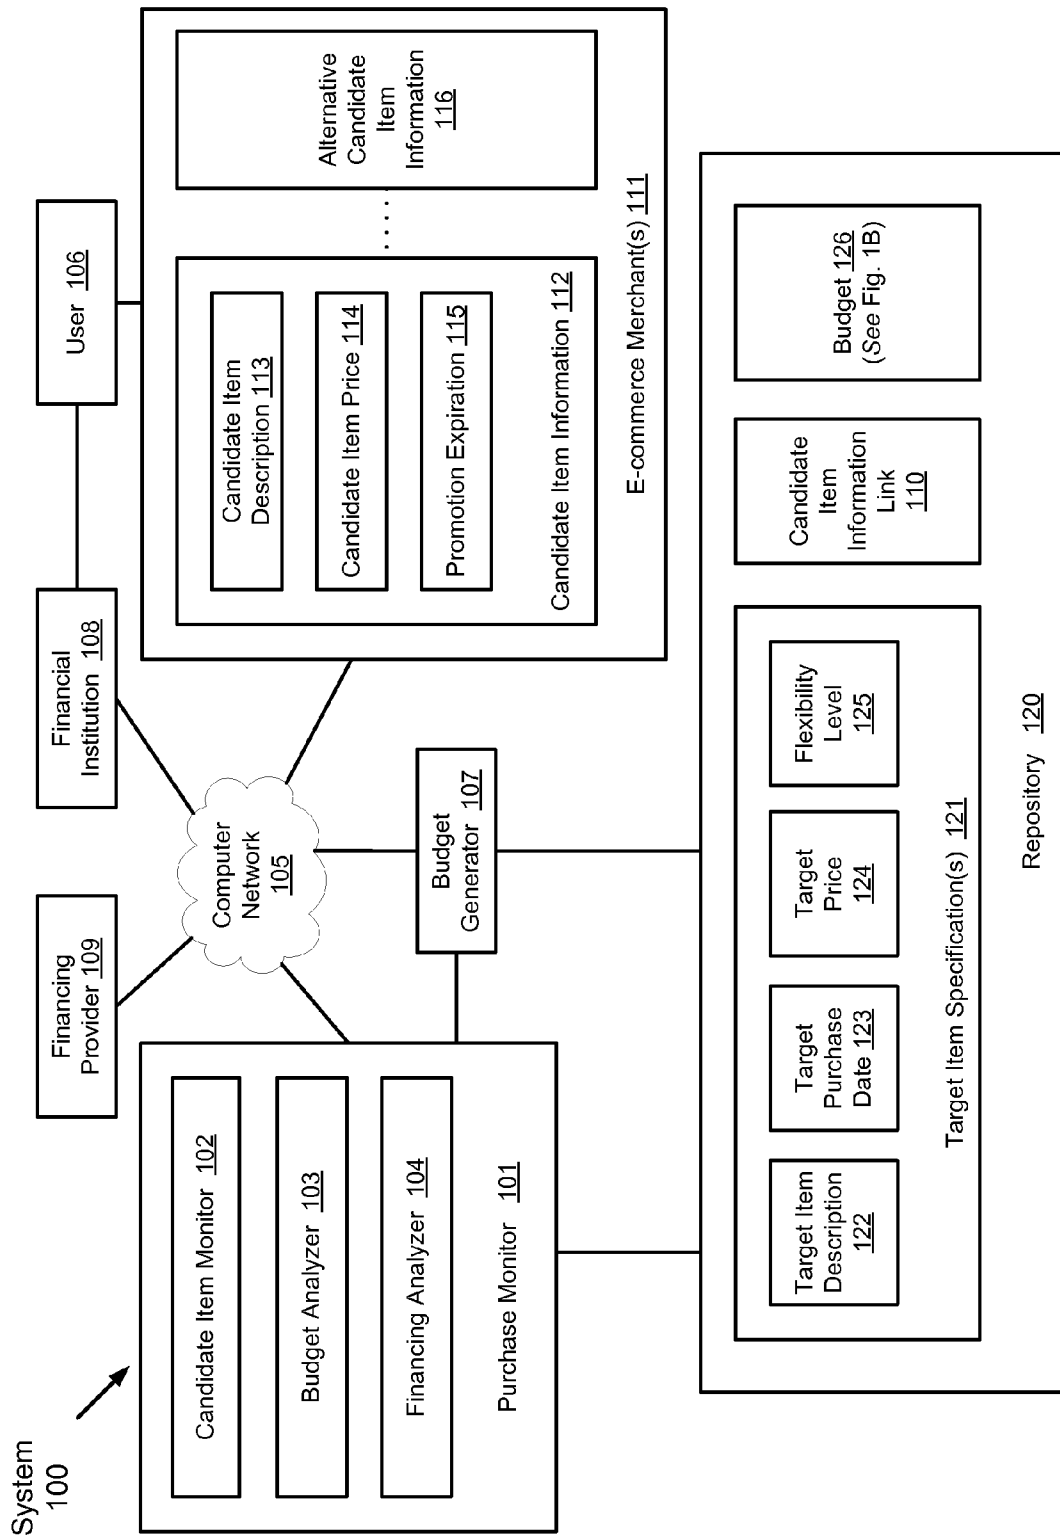 System
100
Financing
Provider 109
Financial
Institution 108
User 106
Computer
Network
105
Candidate Item Monitor 102
Budget Analyzer 103
Financing Analyzer 104
Purchase Monitor 101
Budget
Generator 107
Candidate Item
Description 113
Candidate Item Price 114
Promotion Expiration 115
Candidate Item Information 112
Alternative
Candidate
Item
Information
116
E-commerce Merchant(s) 111
Target Item
Description
122
Target
Purchase
Date 123
Target
Price
124
Flexibility
Level
125
Target Item Specification(s) 121
Candidate
Item
Information
Link
110
Budget 126
(See Fig. 1B)
Repository 120